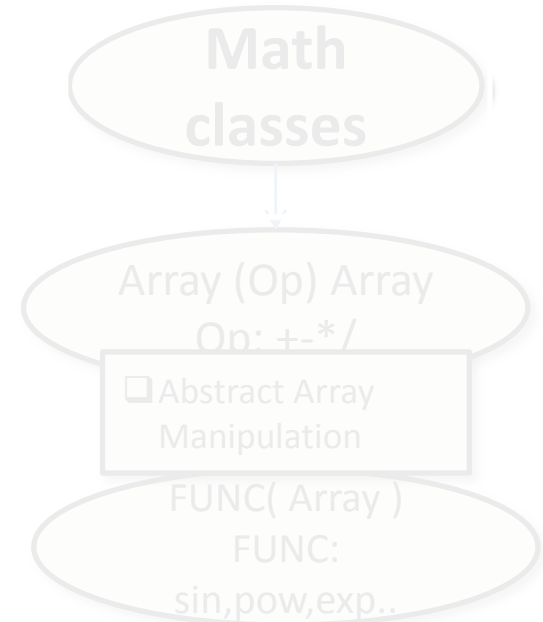 Math
classes
Array (Op) Array
Op: +-*/
❑Abstract Array
Manipulation
FUNC( Array )
FUNC:
sin,pow,exp..